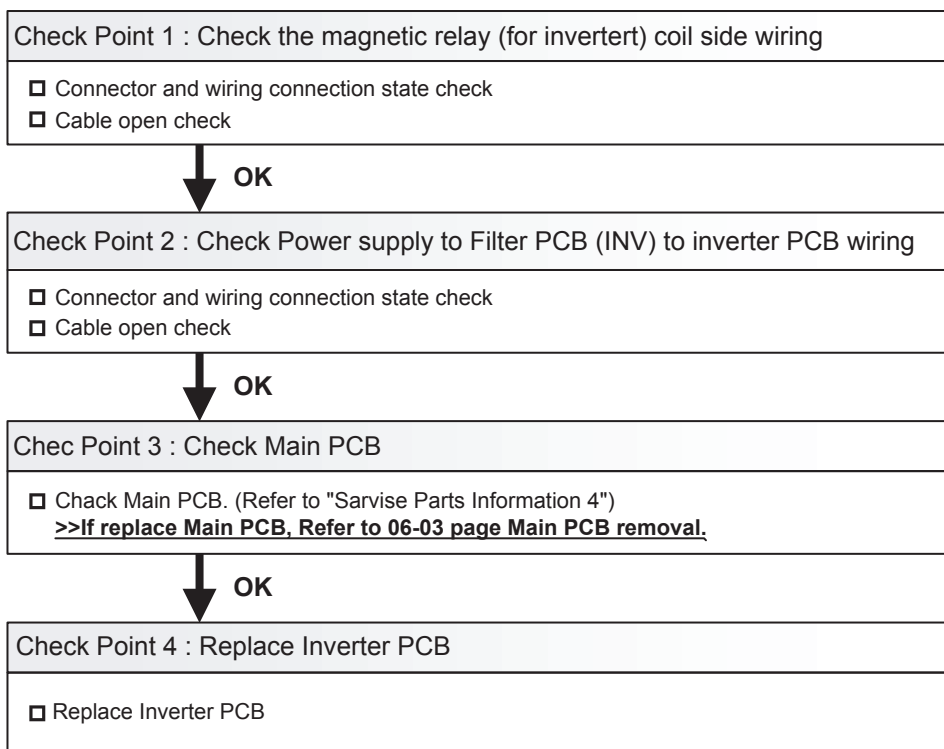 Check Point 1 : Check the magnetic relay (for invertert) coil side wiring
Connector and wiring connection state check
Cable open check
OK
Check Point 2 : Check Power supply to Filter PCB (INV) to inverter PCB wiring
Connector and wiring connection state check
Cable open check
OK
Chec Point 3 : Check Main PCB
Chack Main PCB. (Refer to "Sarvise Parts Information 4")
>>If replace Main PCB, Refer to 06-03 page Main PCB removal.
OK
Check Point 4 : Replace Inverter PCB
Replace Inverter PCB